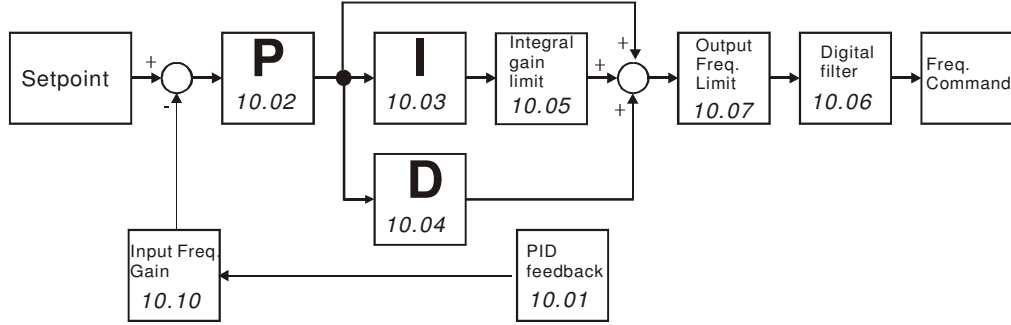 Setpoint
+
-
P
10.02
I
10.03
Integral
gain
limit
10.05
+
+
+
Output
Freq.
Limit
10.07
Digital
filter
10.06
Freq.
Command
D
10.04
Input Freq.
Gain
10.10
PID
feedback
10.01